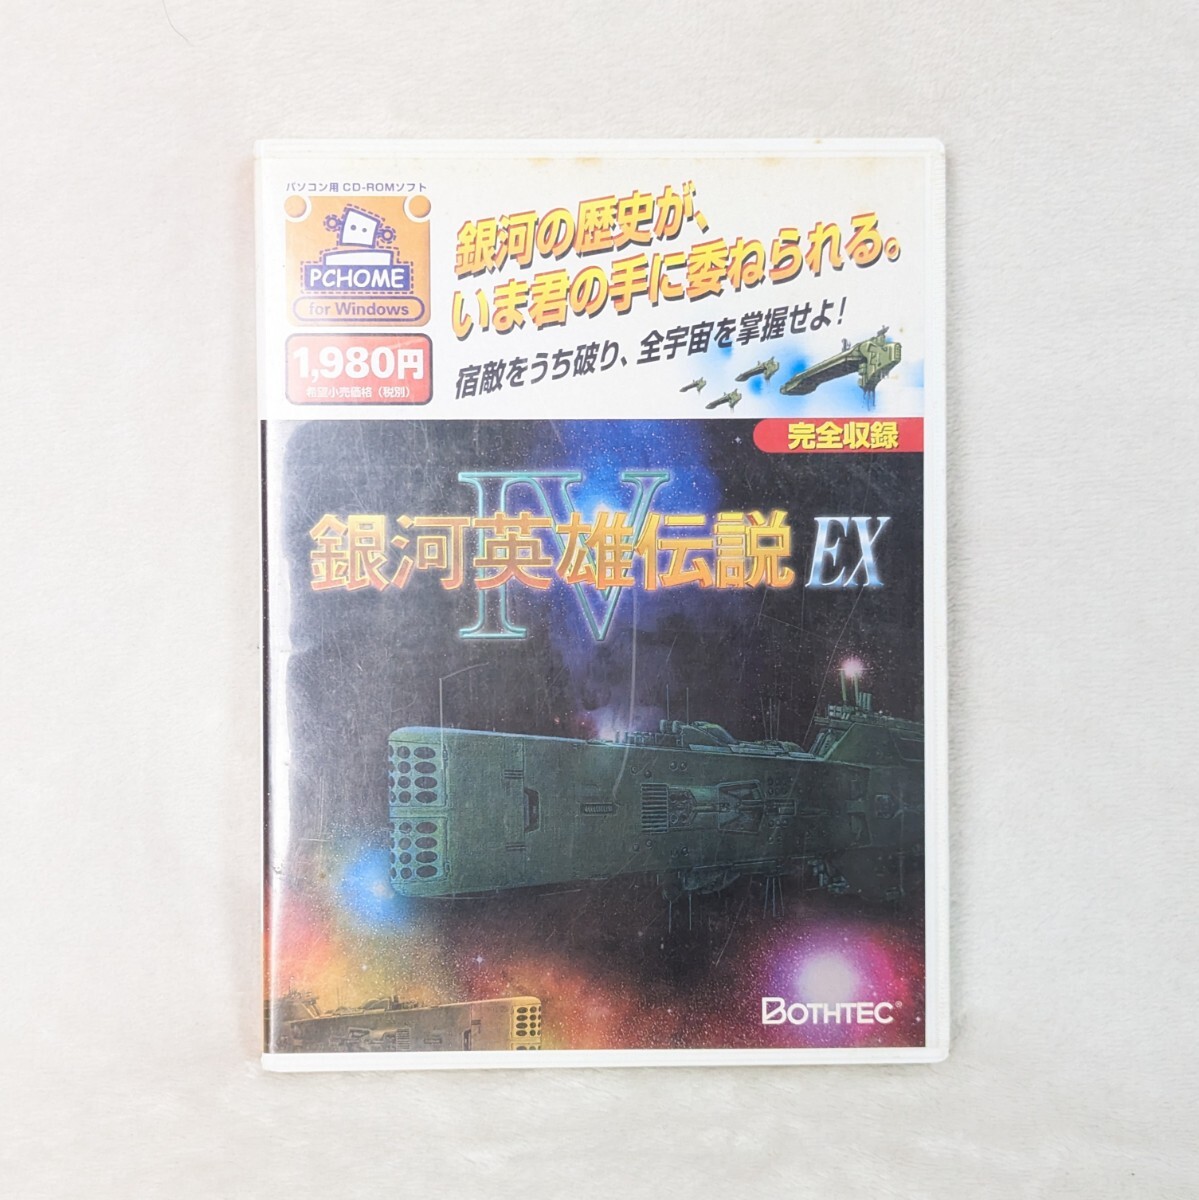 パソコン用 CD-ROMソフト
PCHOME
for Windows
1,980円
希望小売価格（税別）
銀河の歴史が、
いま君の手に委ねられる。
宿敵をうち破り、全宇宙を掌握せよ!
完全収録
IV
銀河英雄伝説 EX
BOTHTEC®